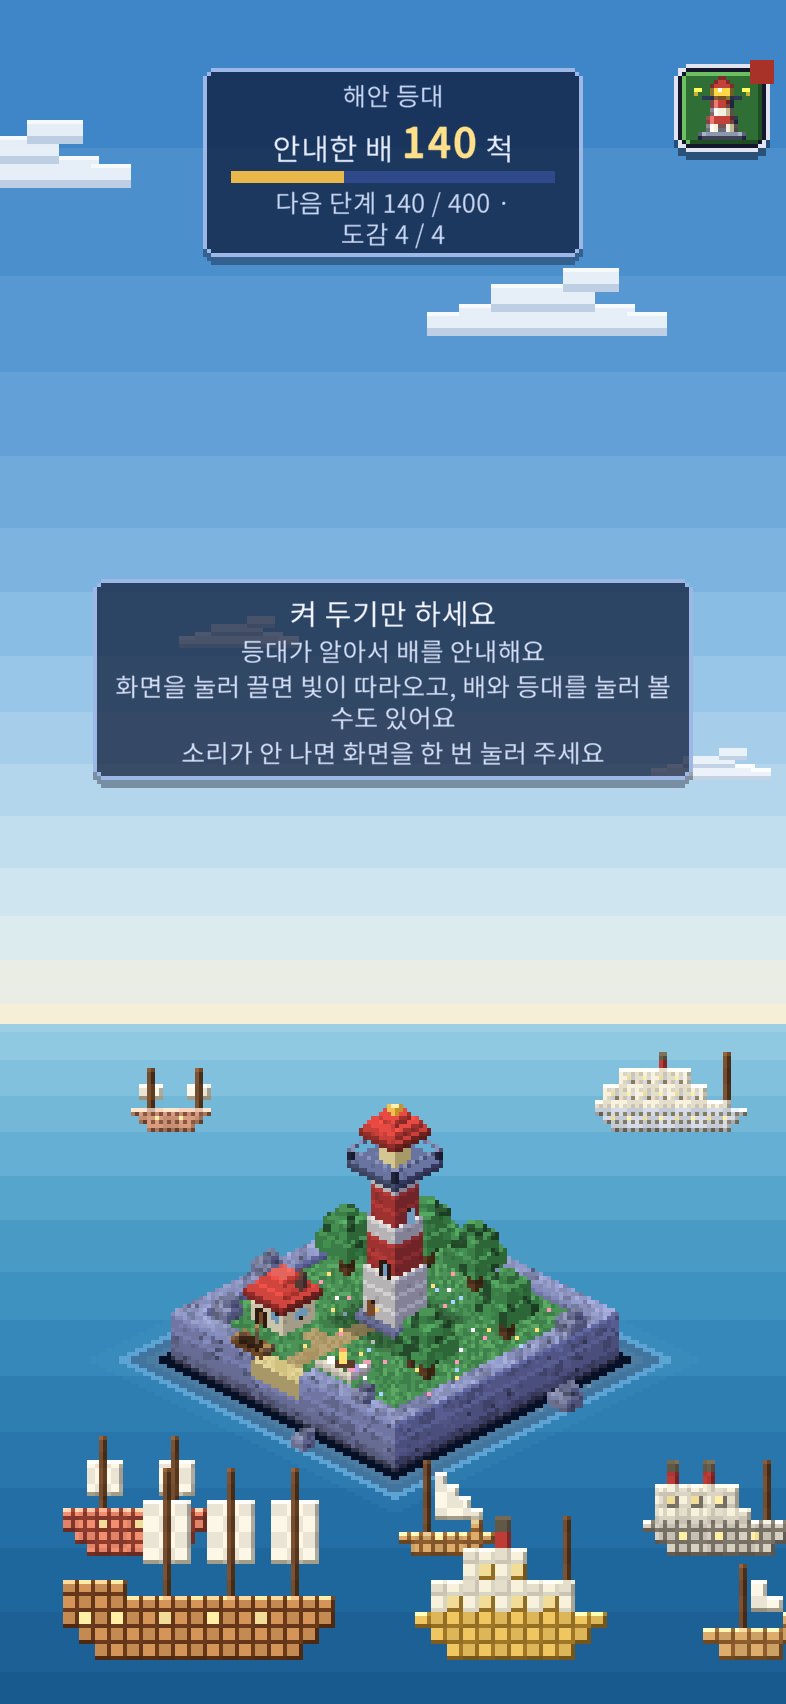 해안 등대
안내한 배 140 척
다음 단계 140 / 400 ·
도감 4 / 4
켜 두기만 하세요
등대가 알아서 배를 안내해요
화면을 눌러 끌면 빛이 따라오고, 배와 등대를 눌러 볼
수도 있어요
소리가 안 나면 화면을 한 번 눌러 주세요